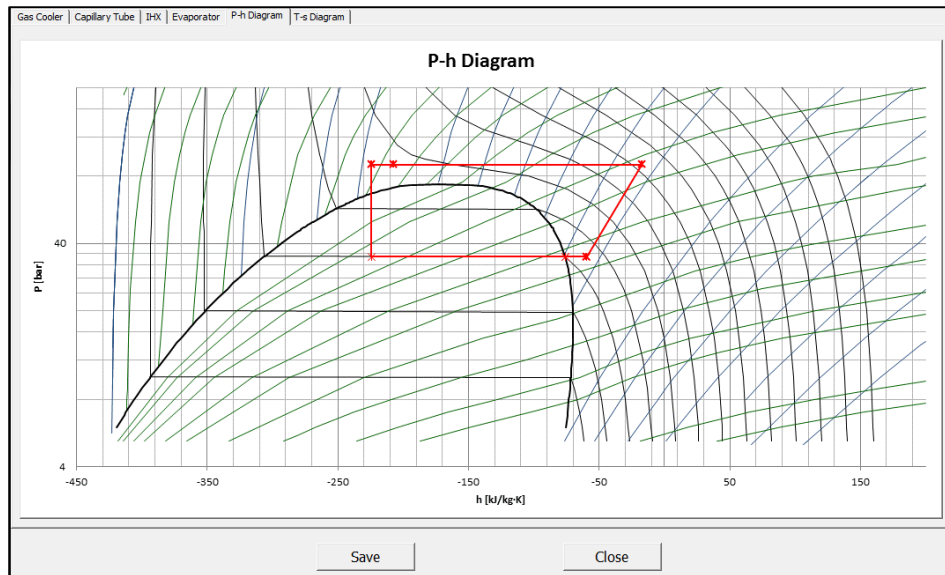 Gas Cooler Capillary Tube IHX Evaporator P-h Diagram T-s Diagram
P-h Diagram
40
P [bar]
4
-450 -350 -250 -150 -50 50 150
h [kJ/kg·K]
Save Close